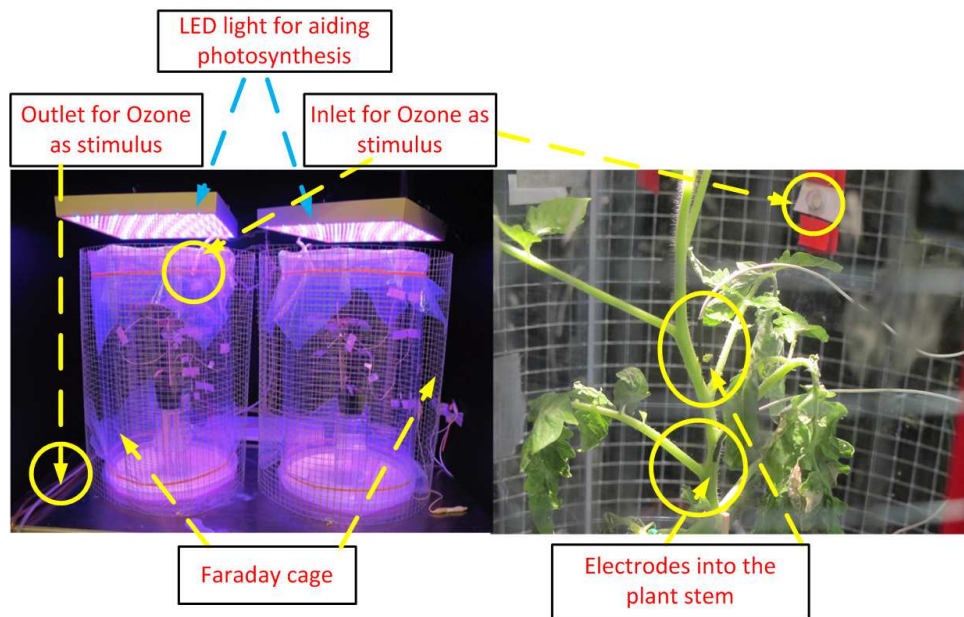 LED light for aiding
photosynthesis
Outlet for Ozone
as stimulus
Inlet for Ozone as
stimulus
Faraday cage
Electrodes into the
plant stem